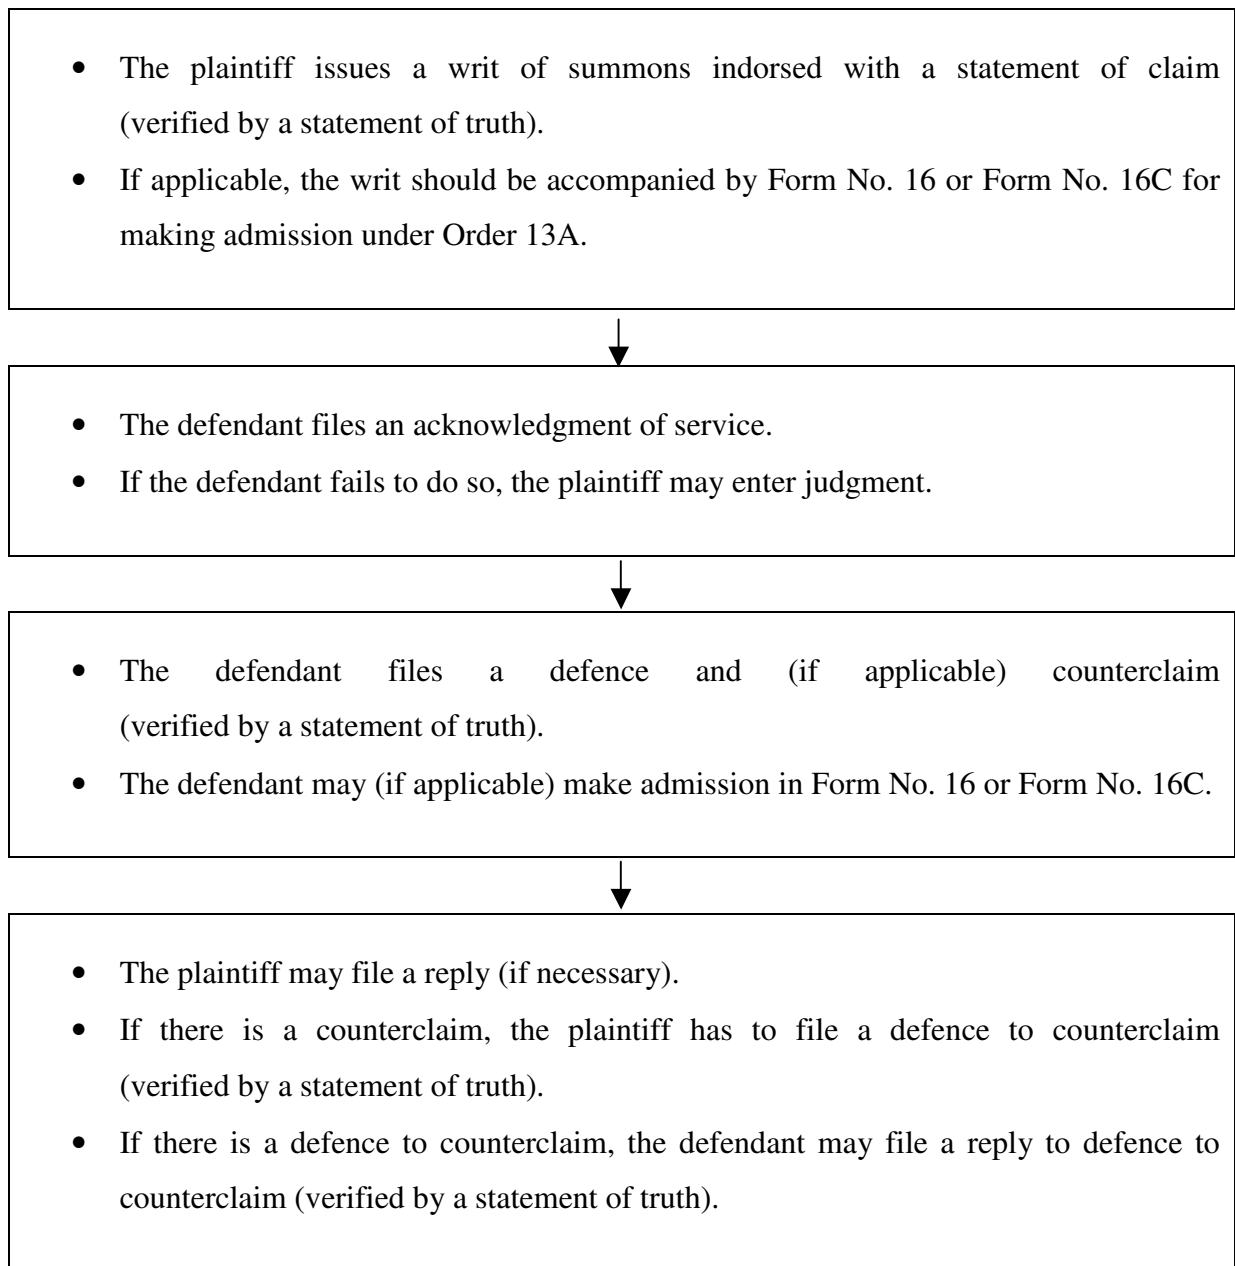 • The plaintiff issues a writ of summons indorsed with a statement of claim
(verified by a statement of truth).
• If applicable, the writ should be accompanied by Form No. 16 or Form No. 16C for
making admission under Order 13A.
• The defendant files an acknowledgment of service.
• If the defendant fails to do so, the plaintiff may enter judgment.
• The defendant files a defence and (if applicable) counterclaim
(verified by a statement of truth).
• The defendant may (if applicable) make admission in Form No. 16 or Form No. 16C.
• The plaintiff may file a reply (if necessary).
• If there is a counterclaim, the plaintiff has to file a defence to counterclaim
(verified by a statement of truth).
• If there is a defence to counterclaim, the defendant may file a reply to defence to
counterclaim (verified by a statement of truth).